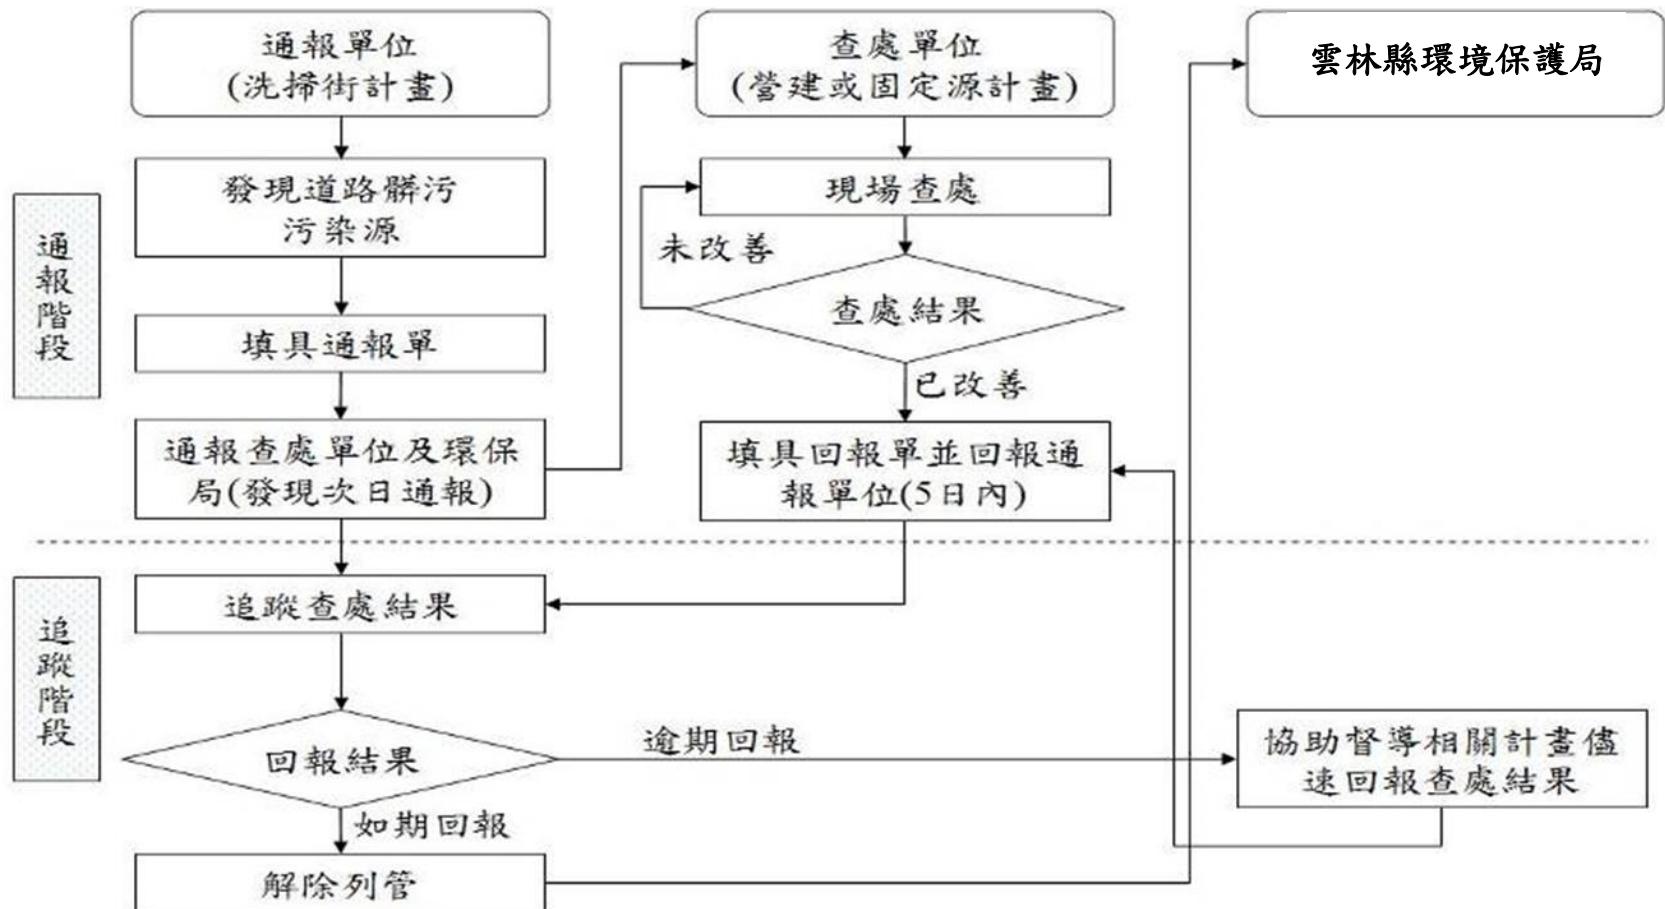 通報單位
(洗掃街計畫)
查處單位
(營建或固定源計畫)
雲林縣環境保護局
通報階段
發現道路髒污
污染源
填具通報單
通報查處單位及環保
局(發現次日通報)
現場查處
未改善
查處結果
已改善
填具回報單並回報通
報單位(5日內)
追蹤階段
追蹤查處結果
回報結果
逾期回報
協助督導相關計畫儘
速回報查處結果
如期回報
解除列管